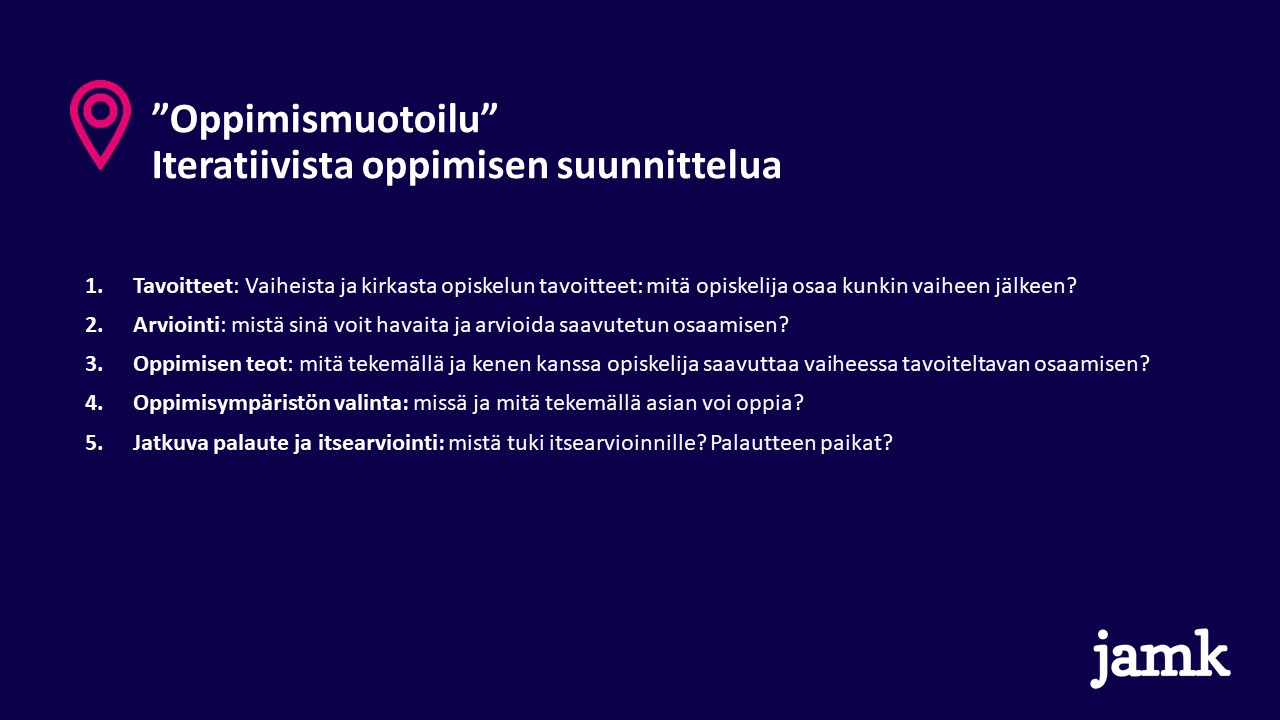 ”Oppimismuotoilu”
Iteratiivista oppimisen suunnittelua
1. Tavoitteet: Vaiheista ja kirkasta opiskelun tavoitteet: mitä opiskelija osaa kunkin vaiheen jälkeen?
2. Arviointi: mistä sinä voit havaita ja arvioida saavutetun osaamisen?
3. Oppimisen teot: mitä tekemällä ja kenen kanssa opiskelija saavuttaa vaiheessa tavoiteltavan osaamisen?
4. Oppimisympäristön valinta: missä ja mitä tekemällä asian voi oppia?
5. Jatkuva palaute ja itsearviointi: mistä tuki itsearvioinnille? Palautteen paikat?
jamk